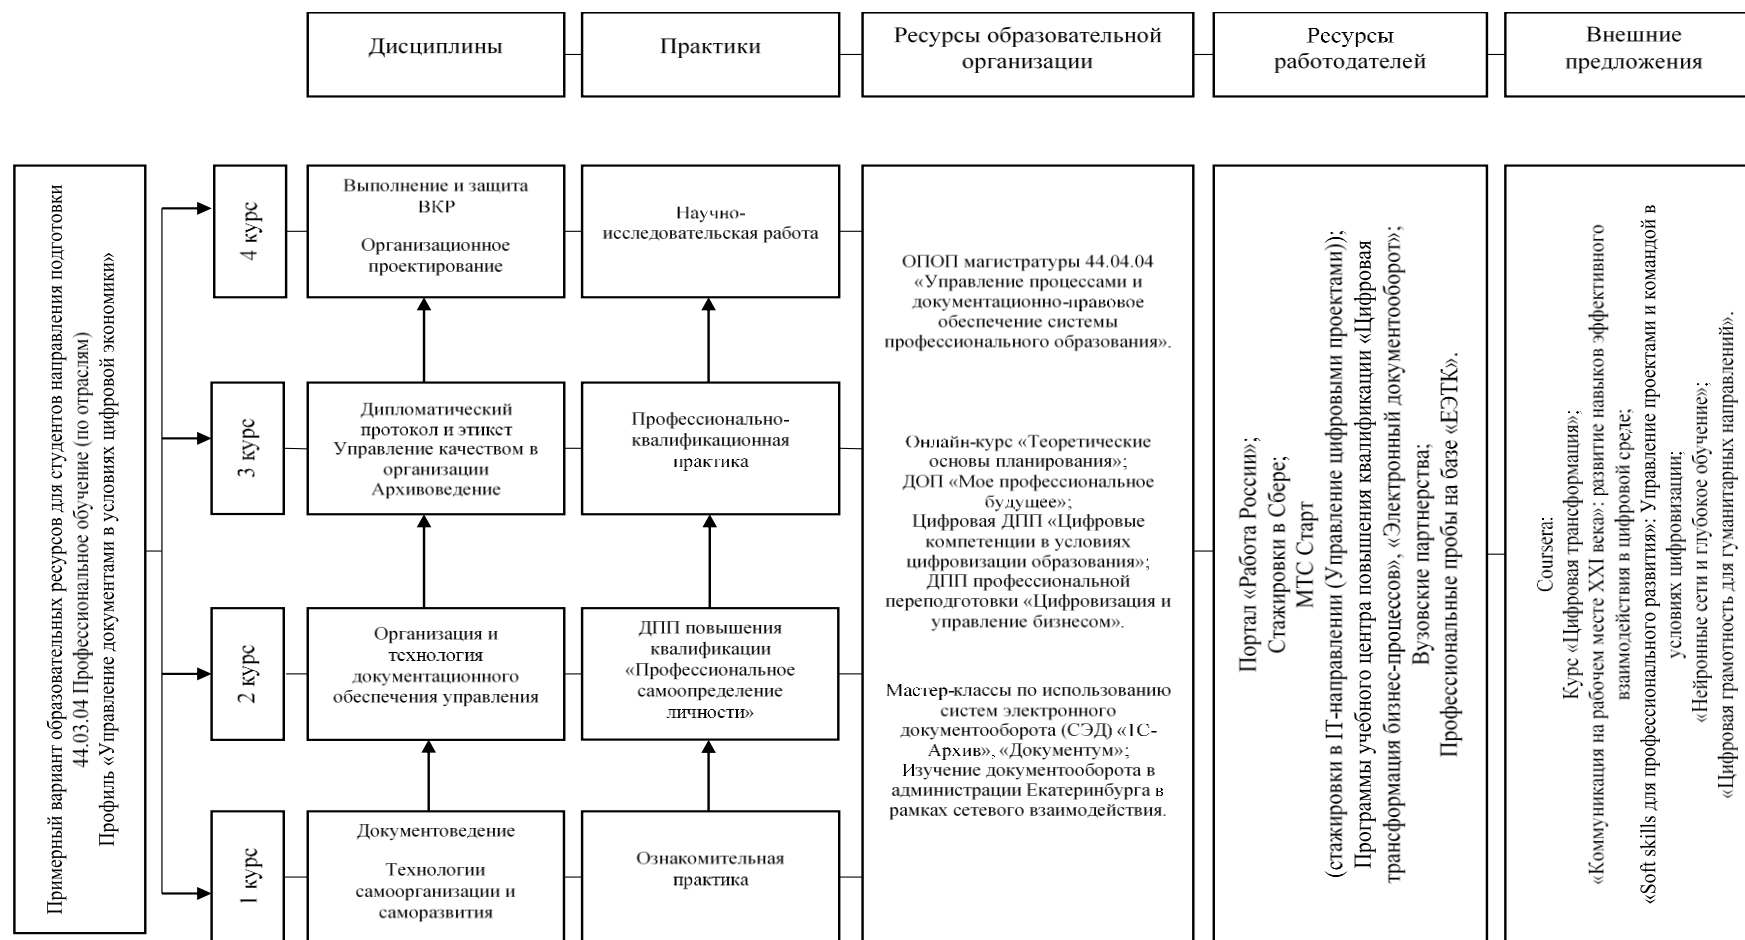 Дисциплины
Практики
Ресурсы образовательной
организации
Ресурсы
работодателей
Внешние
предложения
Примерный вариант образовательных ресурсов для студентов направления подготовки
44.03.04 Профессиональное обучение (по отраслям)
Профиль «Управление документами в условиях цифровой экономики»
4 курс
Выполнение и защита
ВКР
Организационное
проектирование
Научно-
исследовательская работа
3 курс
Дипломатический
протокол и этикет
Управление качеством в
организации
Архивоведение
Профессионально-
квалификационная
практика
2 курс
Организация и
технология
документационного
обеспечения управления
ДПП повышения
квалификации
«Профессиональное
самоопределение
личности»
1 курс
Документоведение
Технологии
самоорганизации и
саморазвития
Ознакомительная
практика
ОПОП магистратуры 44.04.04
«Управление процессами и
документационно-правовое
обеспечение системы
профессионального образования».
Онлайн-курс «Теоретические
основы планирования»;
ДОП «Мое профессиональное
будущее»;
Цифровая ДПП «Цифровые
компетенции в условиях
цифровизации образования»;
ДПП профессиональной
переподготовки «Цифровизация и
управление бизнесом».
Мастер-классы по использованию
систем электронного
документооборота (СЭД) «1С-
Архив», «Документум»;
Изучение документооборота в
администрации Екатеринбурга в
рамках сетевого взаимодействия.
Портал «Работа России»;
Стажировки в Сбере;
МТС Старт
(стажировки в IT-направлении (Управление цифровыми проектами));
Программы учебного центра повышения квалификации «Цифровая
трансформация бизнес-процессов», «Электронный документооборот»;
Вузовские партнерства;
Профессиональные пробы на базе «ЕЭТК».
Coursera:
Курс «Цифровая трансформация»;
«Коммуникация на рабочем месте XXI века»: развитие навыков эффективного
взаимодействия в цифровой среде;
«Soft skills для профессионального развития»: Управление проектами и командой в
условиях цифровизации;
«Нейронные сети и глубокое обучение»;
«Цифровая грамотность для гуманитарных направлений».